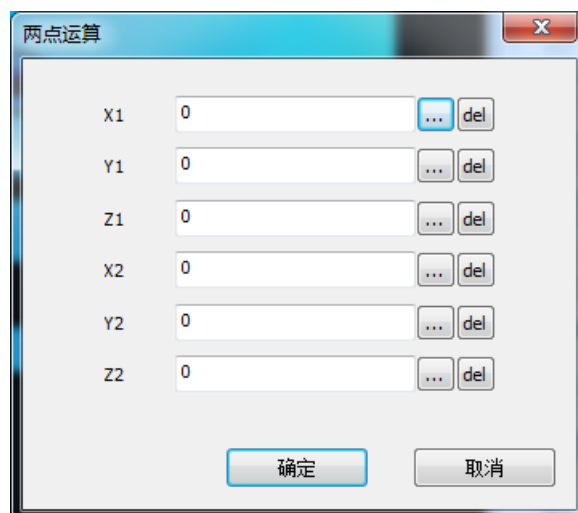 两点运算
X1 0 ... del
Y1 0 ... del
Z1 0 ... del
X2 0 ... del
Y2 0 ... del
Z2 0 ... del
确定 取消